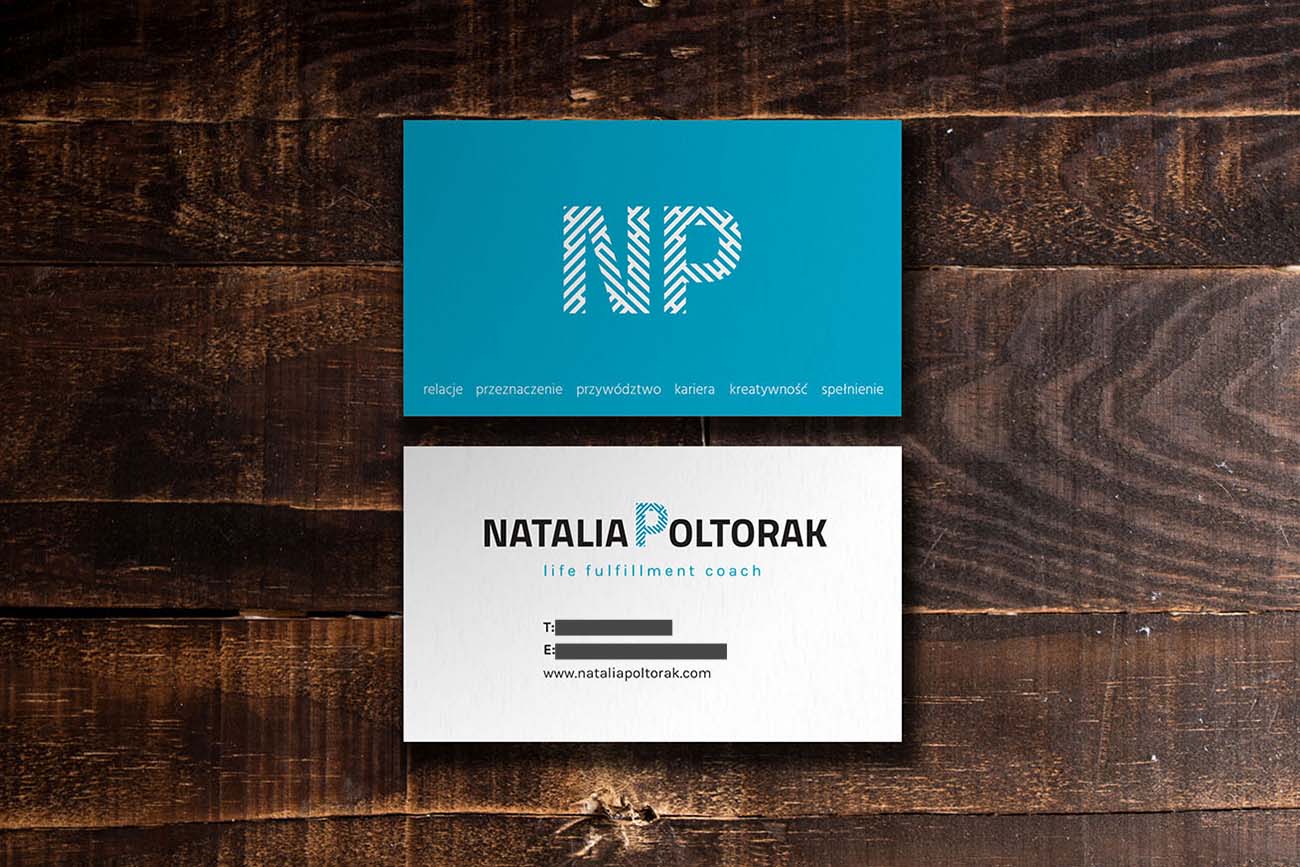 NP
relacje przeznaczenie przywództwo kariera kreatywność spełnienie
NATALIA POLTORAK
life fulfillment coach
T:
E:
www.nataliapoltorak.com